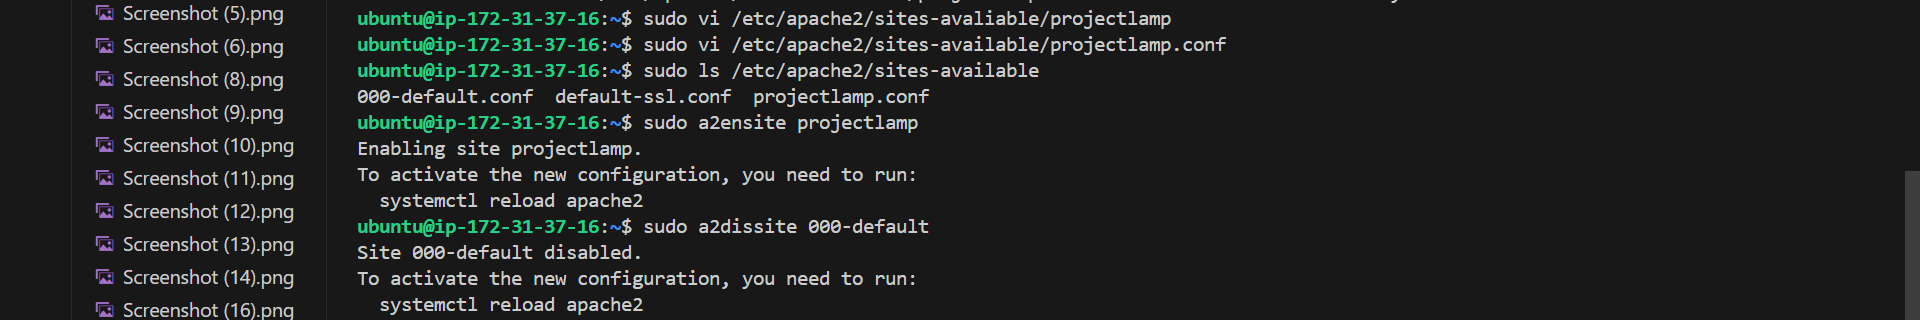 Screenshot (5).png
Screenshot (6).png
Screenshot (8).png
Screenshot (9).png
Screenshot (10).png
Screenshot (11).png
Screenshot (12).png
Screenshot (13).png
Screenshot (14).png
Screenshot (16).png
ubuntu@ip-172-31-37-16:~$ sudo vi /etc/apache2/sites-avaliable/projectlamp
ubuntu@ip-172-31-37-16:~$ sudo vi /etc/apache2/sites-available/projectlamp.conf
ubuntu@ip-172-31-37-16:~$ sudo ls /etc/apache2/sites-available
000-default.conf  default-ssl.conf  projectlamp.conf
ubuntu@ip-172-31-37-16:~$ sudo a2ensite projectlamp
Enabling site projectlamp.
To activate the new configuration, you need to run:
  systemctl reload apache2
ubuntu@ip-172-31-37-16:~$ sudo a2dissite 000-default
Site 000-default disabled.
To activate the new configuration, you need to run:
  systemctl reload apache2